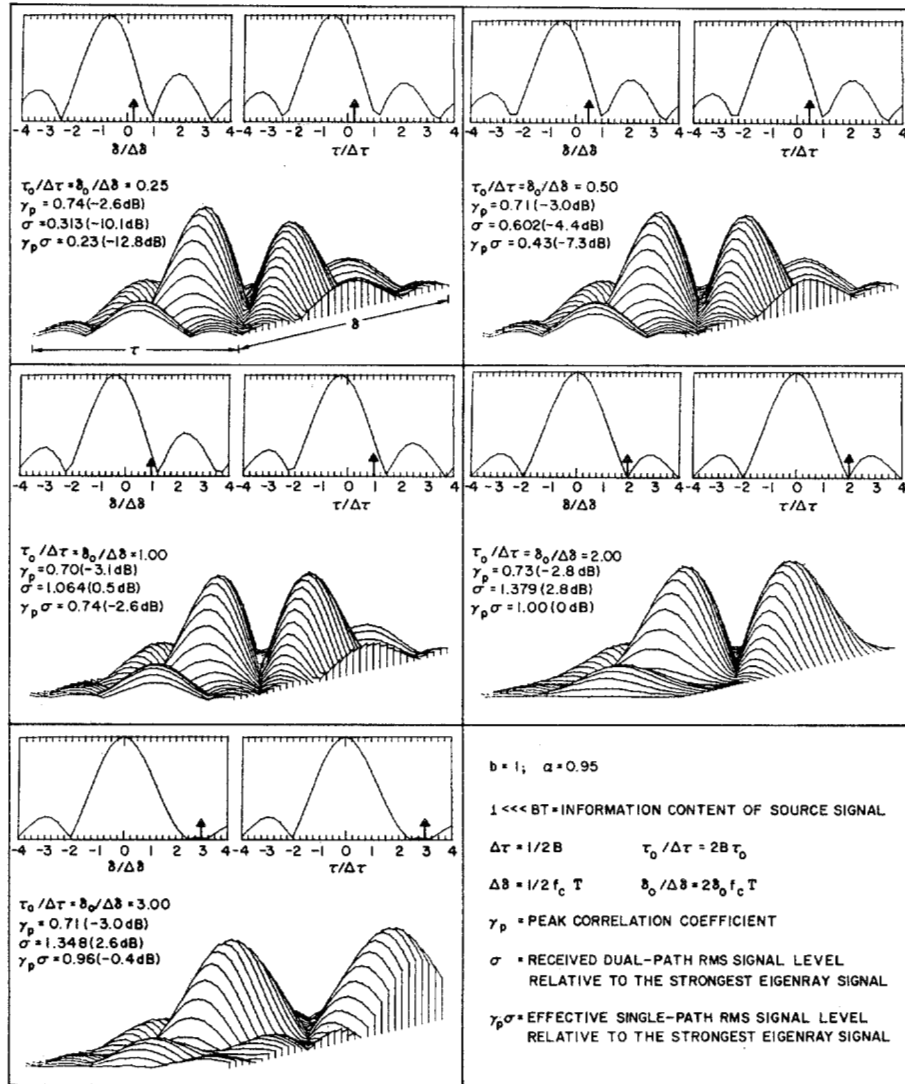 -4 -3 -2 -1 0 1 2 3 4
δ/Δδ
-4 -3 -2 -1 0 1 2 3 4
τ/Δτ
τo/Δτ = δo/Δδ = 0.25
γp = 0.74(-2.6dB)
σ = 0.313(-10.1dB)
γpσ = 0.23(-12.8dB)
τ
δ
-4 -3 -2 -1 0 1 2 3 4
δ/Δδ
-4 -3 -2 -1 0 1 2 3 4
τ/Δτ
τo/Δτ = δo/Δδ = 0.50
γp = 0.71(-3.0dB)
σ = 0.602(-4.4dB)
γpσ = 0.43(-7.3dB)
-4 -3 -2 -1 0 1 2 3 4
δ/Δδ
-4 -3 -2 -1 0 1 2 3 4
τ/Δτ
τo/Δτ = δo/Δδ = 1.00
γp = 0.70(-3.1dB)
σ = 1.064(0.5dB)
γpσ = 0.74(-2.6dB)
-4 -3 -2 -1 0 1 2 3 4
δ/Δδ
-4 -3 -2 -1 0 1 2 3 4
τ/Δτ
τo/Δτ = δo/Δδ = 2.00
γp = 0.73(-2.8dB)
σ = 1.379(2.8dB)
γpσ = 1.00(0dB)
-4 -3 -2 -1 0 1 2 3 4
δ/Δδ
-4 -3 -2 -1 0 1 2 3 4
τ/Δτ
τo/Δτ = δo/Δδ = 3.00
γp = 0.71(-3.0dB)
σ = 1.348(2.6dB)
γpσ = 0.96(-0.4dB)
b = 1; α = 0.95
1 <<< BT = INFORMATION CONTENT OF SOURCE SIGNAL
Δτ = 1/2B τo/Δτ = 2Bτo
Δδ = 1/2fcT δo/Δδ = 2δofcT
γp = PEAK CORRELATION COEFFICIENT
σ = RECEIVED DUAL-PATH RMS SIGNAL LEVEL
RELATIVE TO THE STRONGEST EIGENRAY SIGNAL
γpσ = EFFECTIVE SINGLE-PATH RMS SIGNAL LEVEL
RELATIVE TO THE STRONGEST EIGENRAY SIGNAL